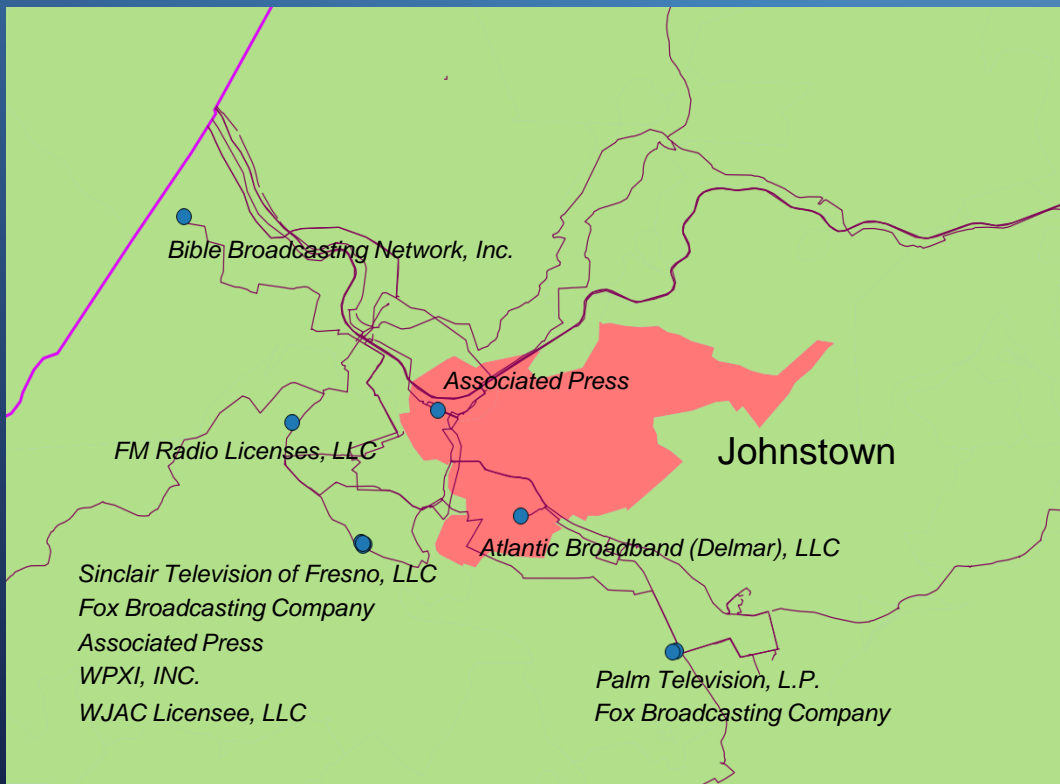 Bible Broadcasting Network, Inc.
Associated Press
FM Radio Licenses, LLC
Johnstown
Atlantic Broadband (Delmar), LLC
Sinclair Television of Fresno, LLC
Fox Broadcasting Company
Associated Press
WPXI, INC.
WJAC Licensee, LLC
Palm Television, L.P.
Fox Broadcasting Company